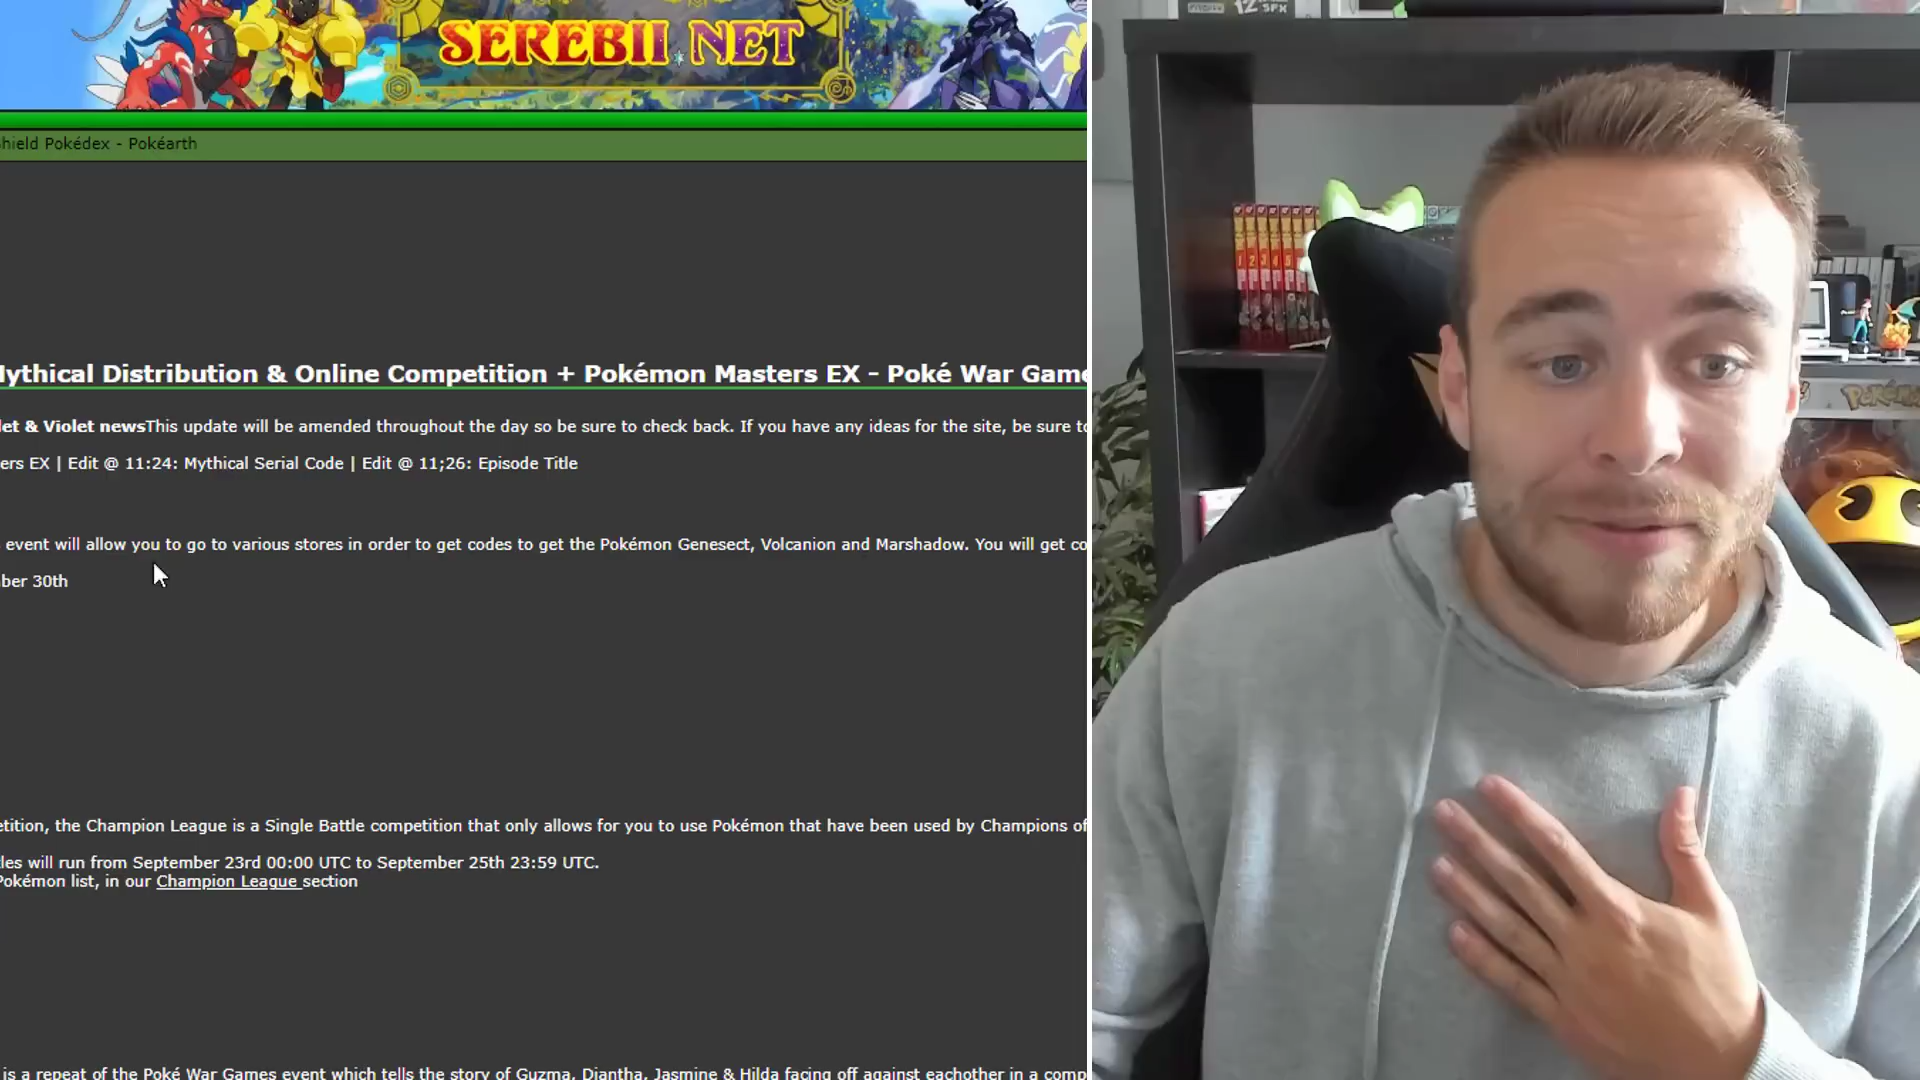 SEREBII.NET
hield Pokédex - Pokéarth
ythical Distribution & Online Competition + Pokémon Masters EX - Poké War Game
let & Violet newsThis update will be amended throughout the day so be sure to check back. If you have any ideas for the site, be sure to
ers EX | Edit @ 11:24: Mythical Serial Code | Edit @ 11;26: Episode Title
event will allow you to go to various stores in order to get codes to get the Pokémon Genesect, Volcanion and Marshadow. You will get co
ber 30th
etition, the Champion League is a Single Battle competition that only allows for you to use Pokémon that have been used by Champions of
les will run from September 23rd 00:00 UTC to September 25th 23:59 UTC.
Pokémon list, in our Champion League section
is a repeat of the Poké War Games event which tells the story of Guzma, Diantha, Jasmine & Hilda facing off against eachother in a comp
1 2 3 4 5
Pokémon